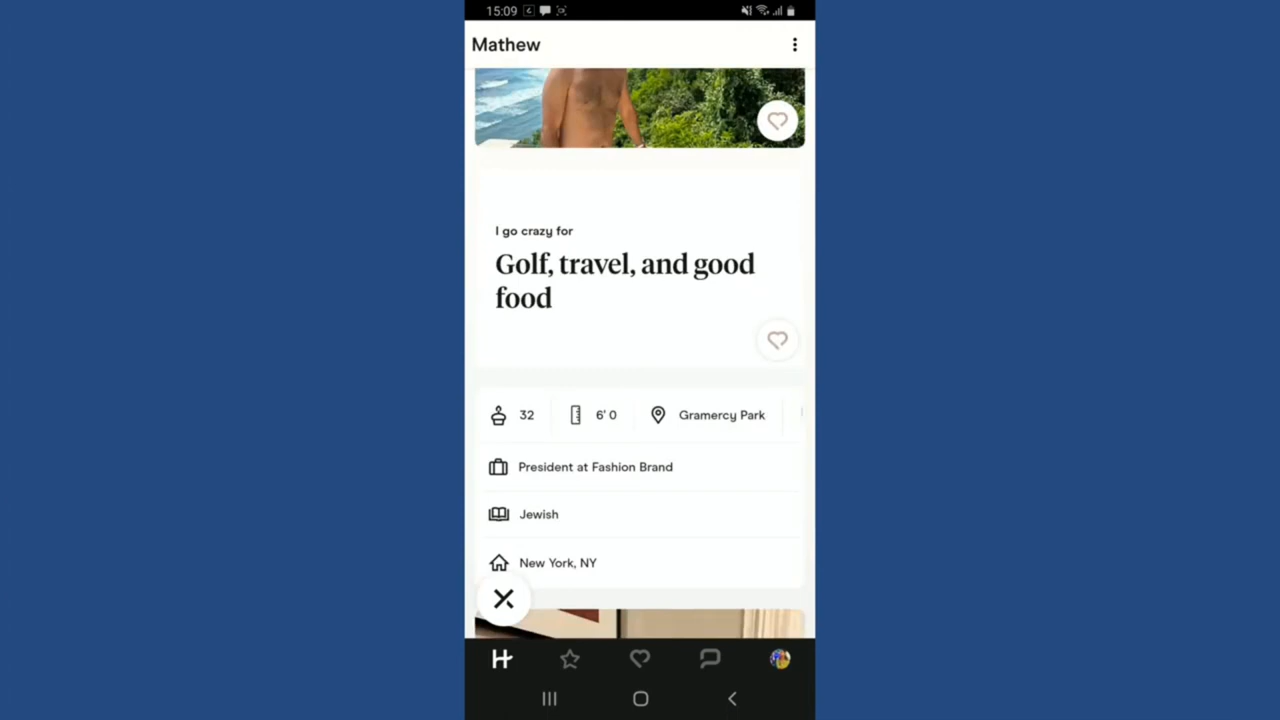 15:09
Mathew
I go crazy for
Golf, travel, and good
food
32
6' 0
Gramercy Park
President at Fashion Brand
Jewish
New York, NY